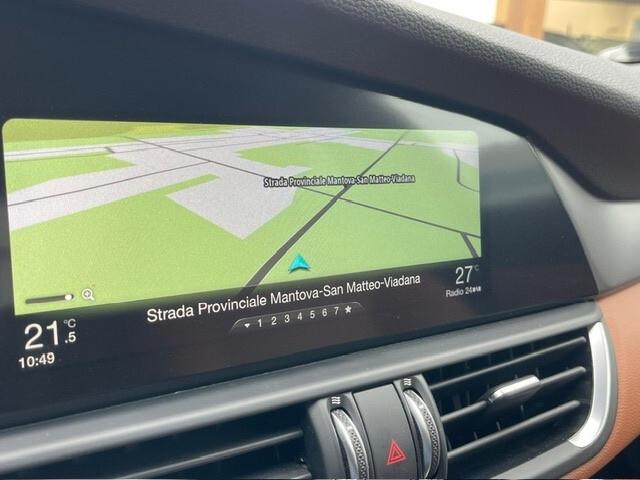 Strada Provinciale Mantova-San Matteo-Viadana
27°C
Radio 24
Strada Provinciale Mantova-San Matteo-Viadana
1 2 3 4 5 6 7
21.5 °C
10:49